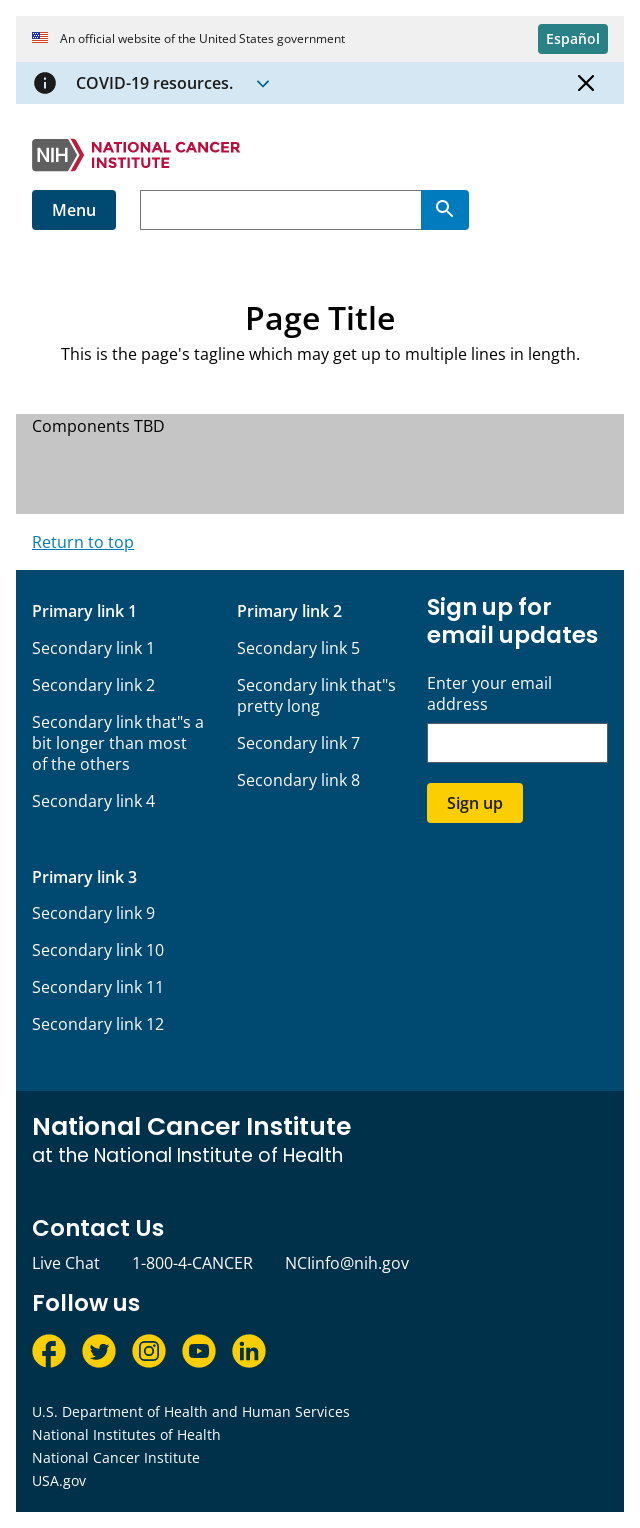 An official website of the United States government
Español
COVID-19 resources.
NIH NATIONAL CANCER
INSTITUTE
Menu
Page Title
This is the page's tagline which may get up to multiple lines in length.
Components TBD
Return to top
Primary link 1
Secondary link 1
Secondary link 2
Secondary link that"s a
bit longer than most
of the others
Secondary link 4
Primary link 2
Secondary link 5
Secondary link that"s
pretty long
Secondary link 7
Secondary link 8
Sign up for
email updates
Enter your email
address
Sign up
Primary link 3
Secondary link 9
Secondary link 10
Secondary link 11
Secondary link 12
National Cancer Institute
at the National Institute of Health
Contact Us
Live Chat 1-800-4-CANCER NCIinfo@nih.gov
Follow us
U.S. Department of Health and Human Services
National Institutes of Health
National Cancer Institute
USA.gov